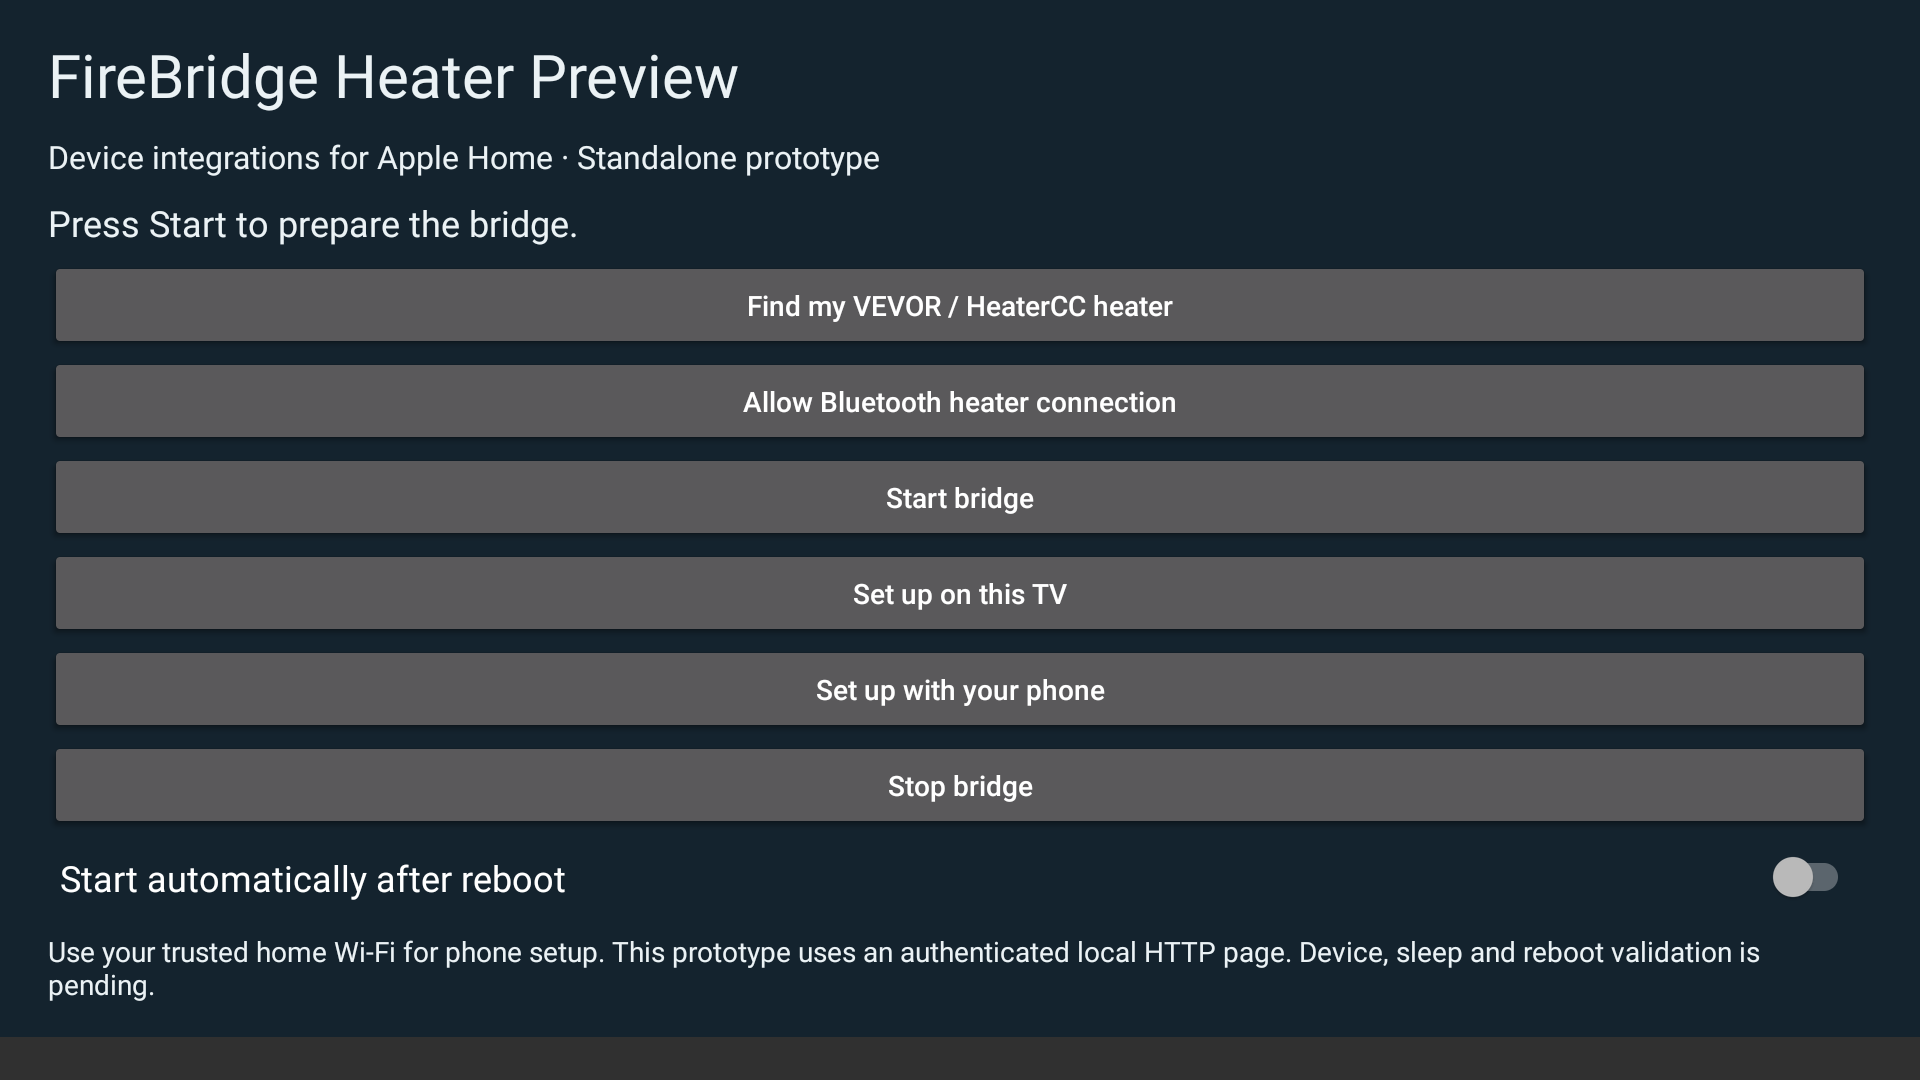 FireBridge Heater Preview
Device integrations for Apple Home · Standalone prototype
Press Start to prepare the bridge.
Find my VEVOR / HeaterCC heater
Allow Bluetooth heater connection
Start bridge
Set up on this TV
Set up with your phone
Stop bridge
Start automatically after reboot
Use your trusted home Wi-Fi for phone setup. This prototype uses an authenticated local HTTP page. Device, sleep and reboot validation is
pending.